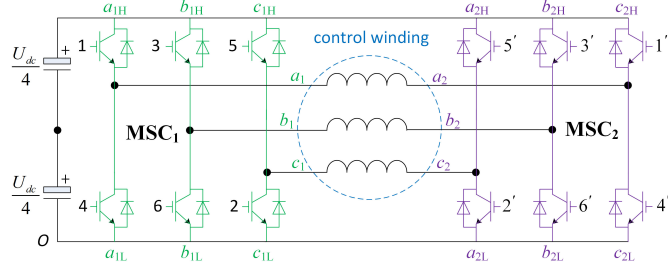 a1H b1H c1H a2H b2H c2H
1 3 5 control winding 5′ 3′ 1′
Udc/4 +
a1 a2
b1 b2
MSC1 MSC2
c1 c2
Udc/4 +
4 6 2 2′ 6′ 4′
O
a1L b1L c1L a2L b2L c2L